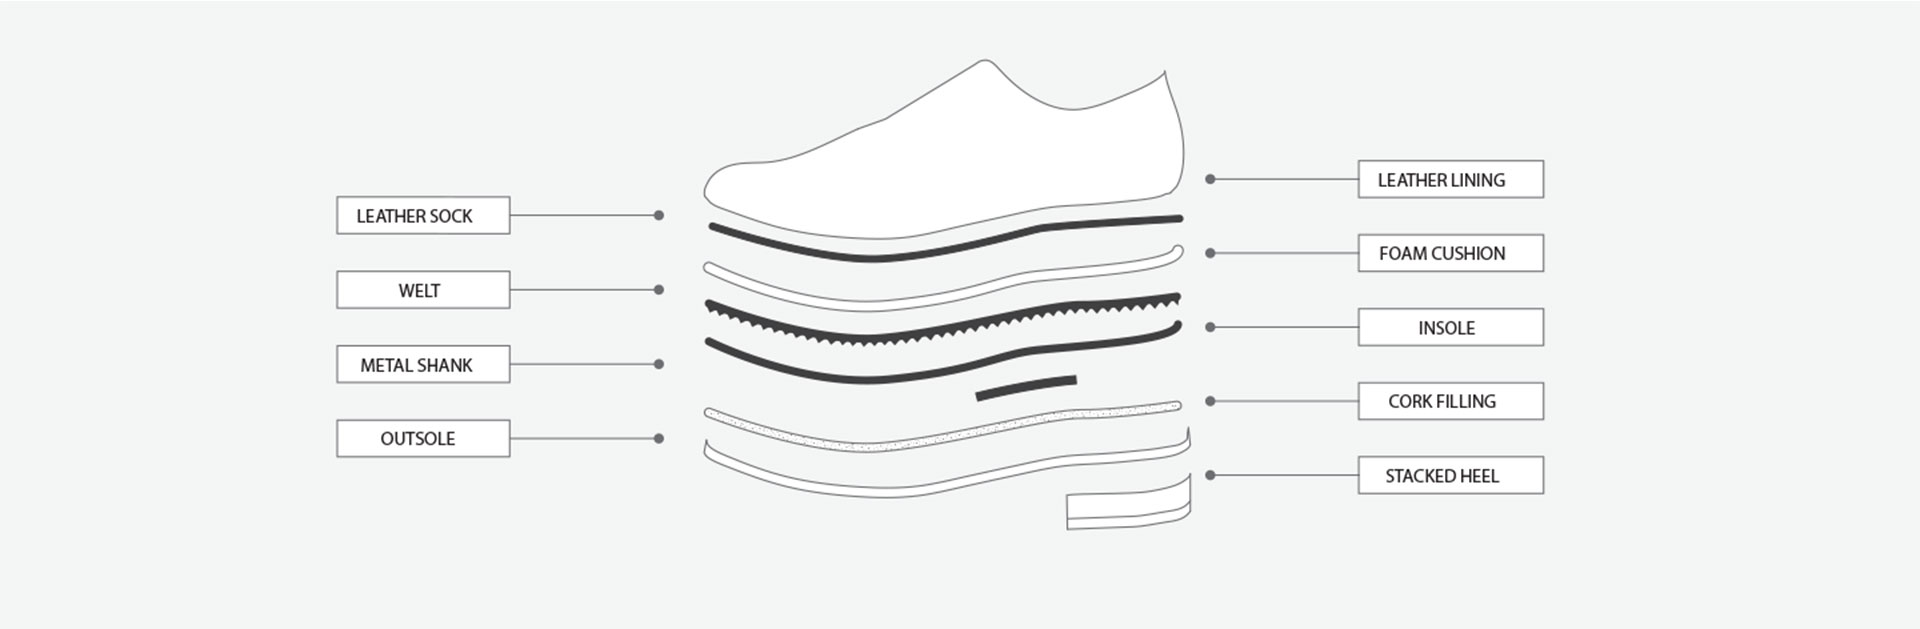 LEATHER SOCK
WELT
METAL SHANK
OUTSOLE
LEATHER LINING
FOAM CUSHION
INSOLE
CORK FILLING
STACKED HEEL